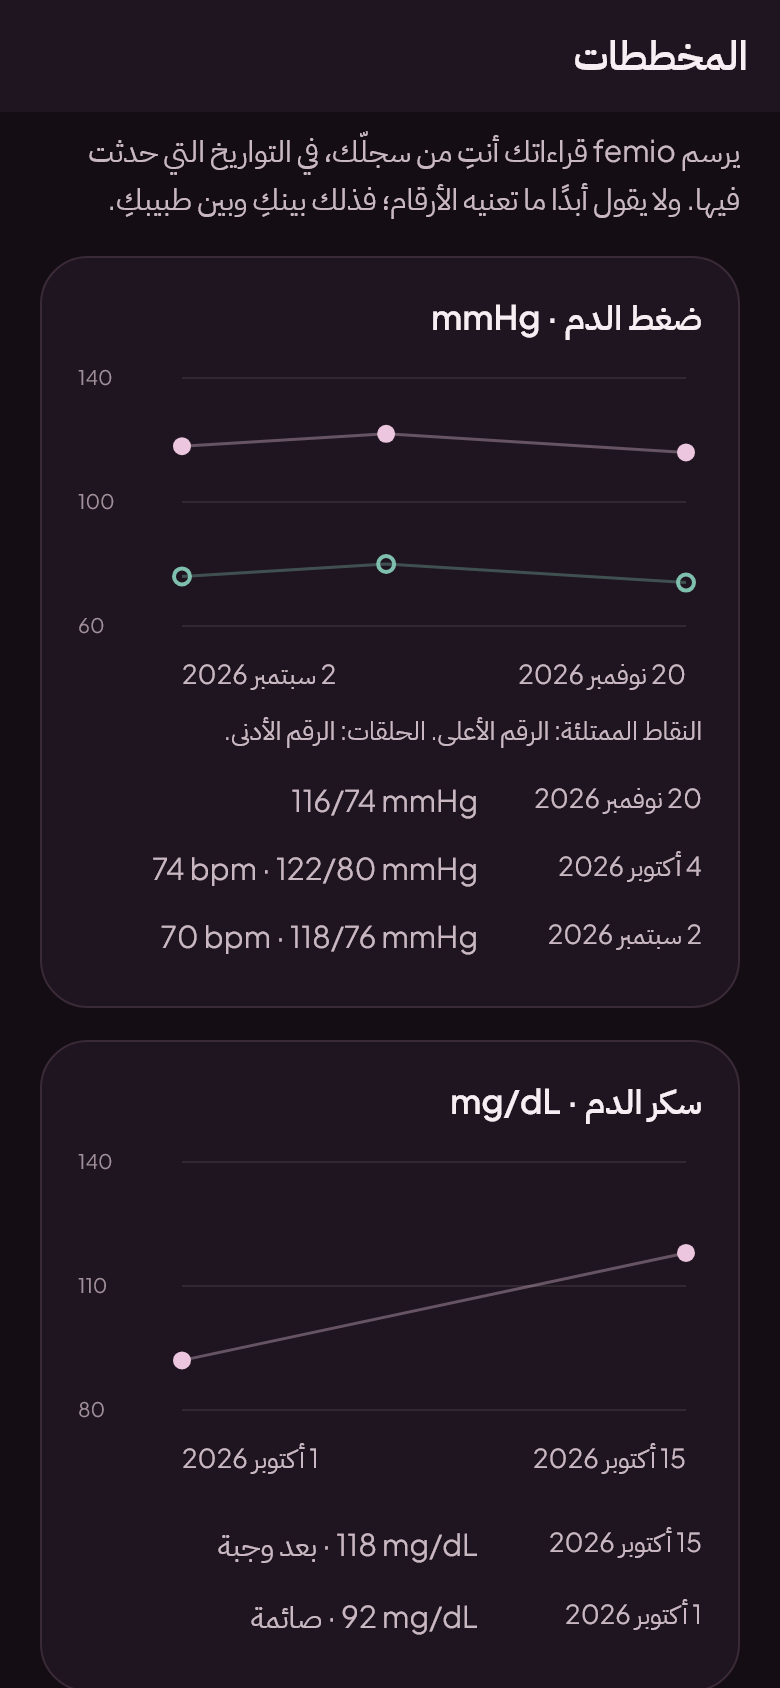 المخططات
يرسم femio قراءاتك أنتِ من سجلّك، في التواريخ التي حدثت
فيها. ولا يقول أبدًا ما تعنيه الأرقام؛ فذلك بينكِ وبين طبيبكِ.
ضغط الدم · mmHg
140
100
60
2 سبتمبر 2026
20 نوفمبر 2026
النقاط الممتلئة: الرقم الأعلى. الحلقات: الرقم الأدنى.
20 نوفمبر 2026
116/74 mmHg
4 أكتوبر 2026
122/80 mmHg · 74 bpm
2 سبتمبر 2026
118/76 mmHg · 70 bpm
سكر الدم · mg/dL
140
110
80
1 أكتوبر 2026
15 أكتوبر 2026
15 أكتوبر 2026
118 mg/dL · بعد وجبة
1 أكتوبر 2026
92 mg/dL · صائمة